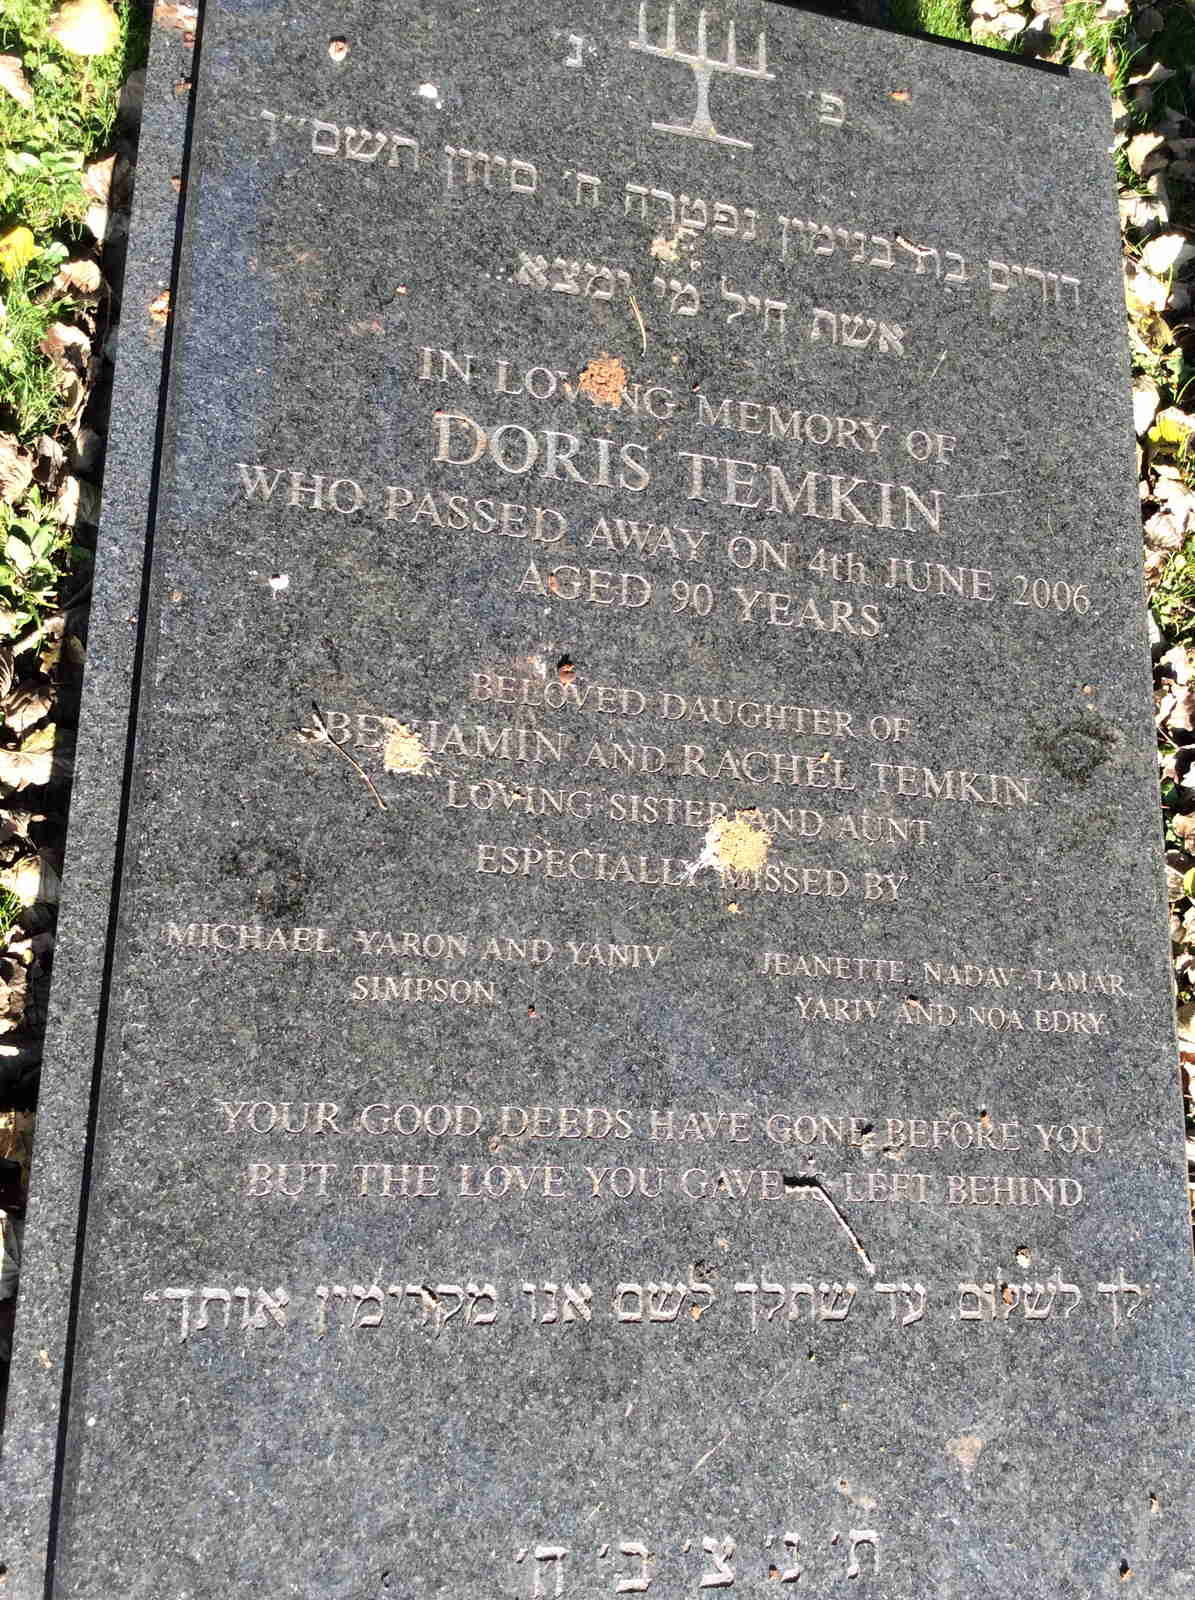 פ' נ'
דורים בת בנימין נפטרה ח' סיוון תשס"ו
אשת חיל מי ימצא.
IN LOVING MEMORY OF
DORIS TEMKIN
WHO PASSED AWAY ON 4th JUNE 2006.
AGED 90 YEARS.
BELOVED DAUGHTER OF
BENJAMIN AND RACHEL TEMKIN.
LOVING SISTER AND AUNT.
ESPECIALLY MISSED BY
MICHAEL, YARON AND YANIV
SIMPSON.
JEANETTE, NADAV, TAMAR,
YARIV AND NOA EDRY.
YOUR GOOD DEEDS HAVE GONE BEFORE YOU
BUT THE LOVE YOU GAVE IS LEFT BEHIND
לך לשלום. עד שתלך לשם אנו מקדימין אותך"
ת' נ' צ' ב' ה'